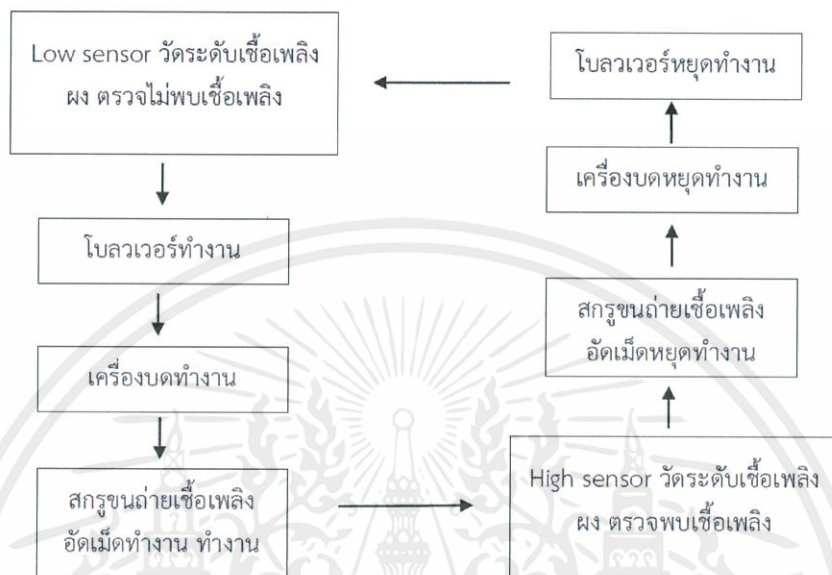 Low sensor วัดระดับเชื้อเพลิง
ผง ตรวจไม่พบเชื้อเพลิง
โบลวเวอร์ทำงาน
เครื่องบดทำงาน
สกรูขนถ่ายเชื้อเพลิง
อัดเม็ดทำงาน ทำงาน
High sensor วัดระดับเชื้อเพลิง
ผง ตรวจพบเชื้อเพลิง
สกรูขนถ่ายเชื้อเพลิง
อัดเม็ดหยุดทำงาน
เครื่องบดหยุดทำงาน
โบลวเวอร์หยุดทำงาน